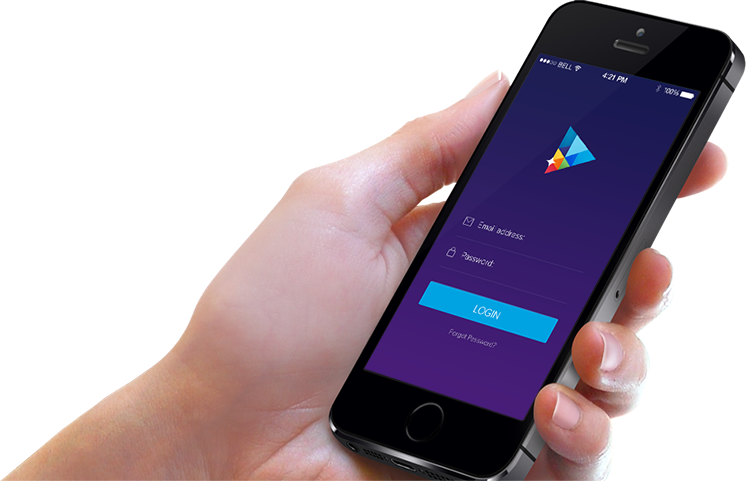 BELL 4:21 PM 100%
Email address:
Password:
LOGIN
Forgot Password?